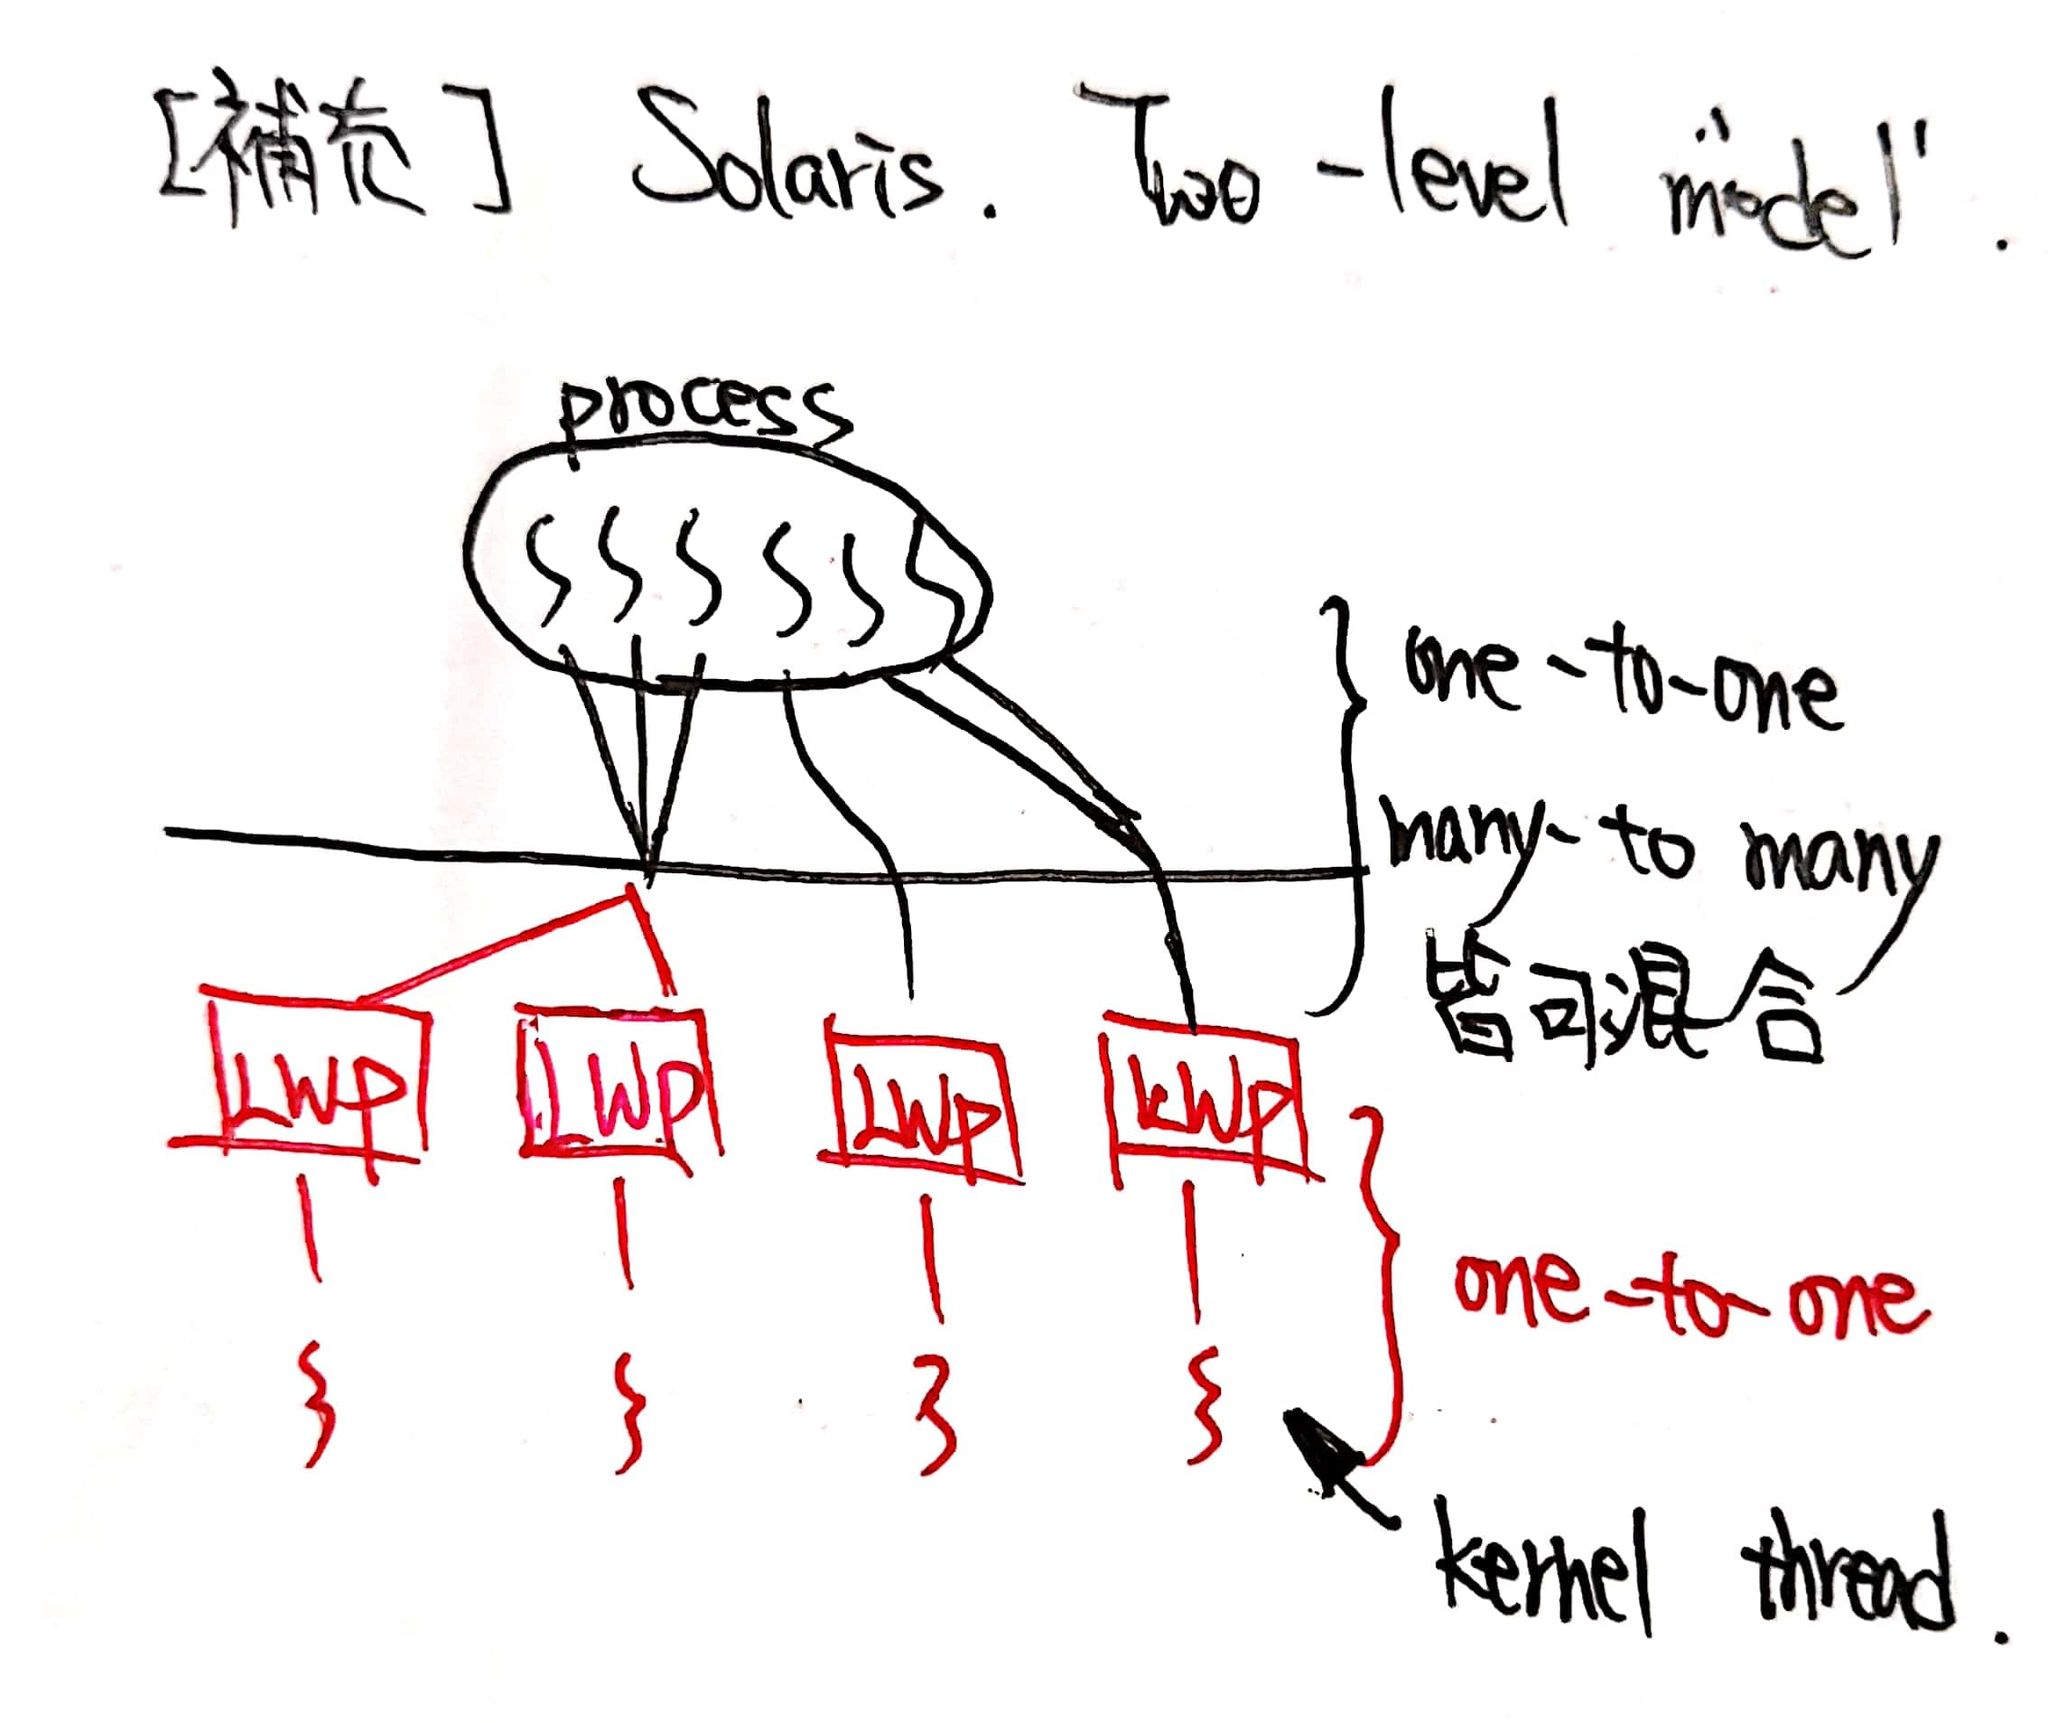 [補充] Solaris. Two-level "model".
process
one-to-one
many-to many
皆可混合
LWP LWP LWP LWP
one-to-one
kernel thread.